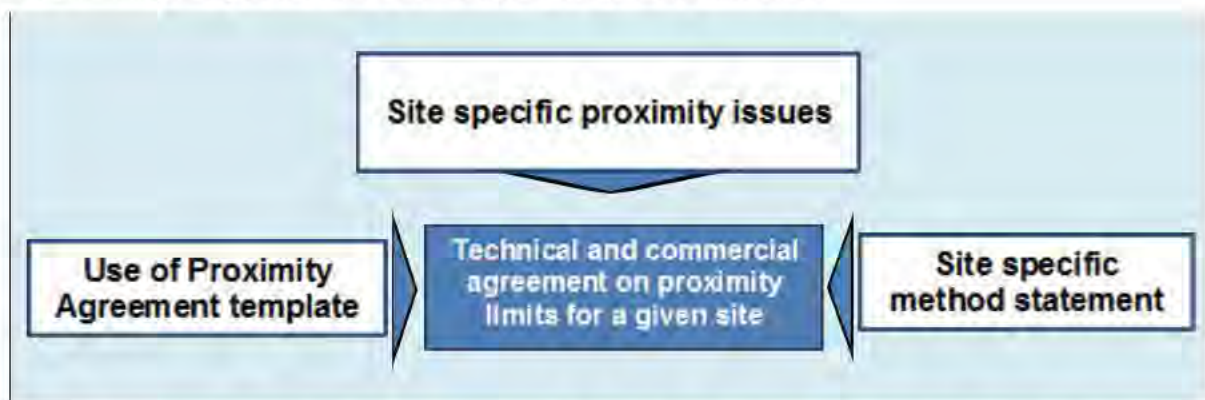 Site specific proximity issues
Use of Proximity
Agreement template
Technical and commercial
agreement on proximity
limits for a given site
Site specific
method statement